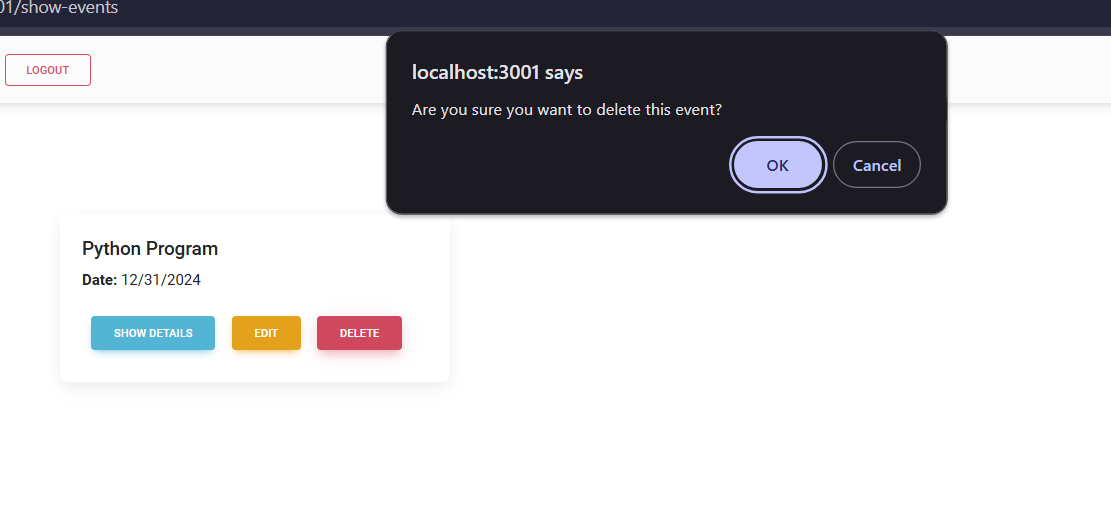 01/show-events
LOGOUT
localhost:3001 says
Are you sure you want to delete this event?
OK Cancel
Python Program
Date: 12/31/2024
SHOW DETAILS EDIT DELETE